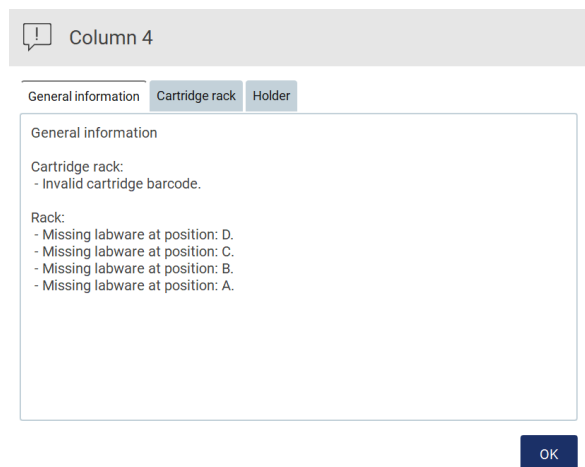 Column 4
General information Cartridge rack Holder
General information
Cartridge rack:
- Invalid cartridge barcode.
Rack:
- Missing labware at position: D.
- Missing labware at position: C.
- Missing labware at position: B.
- Missing labware at position: A.
OK